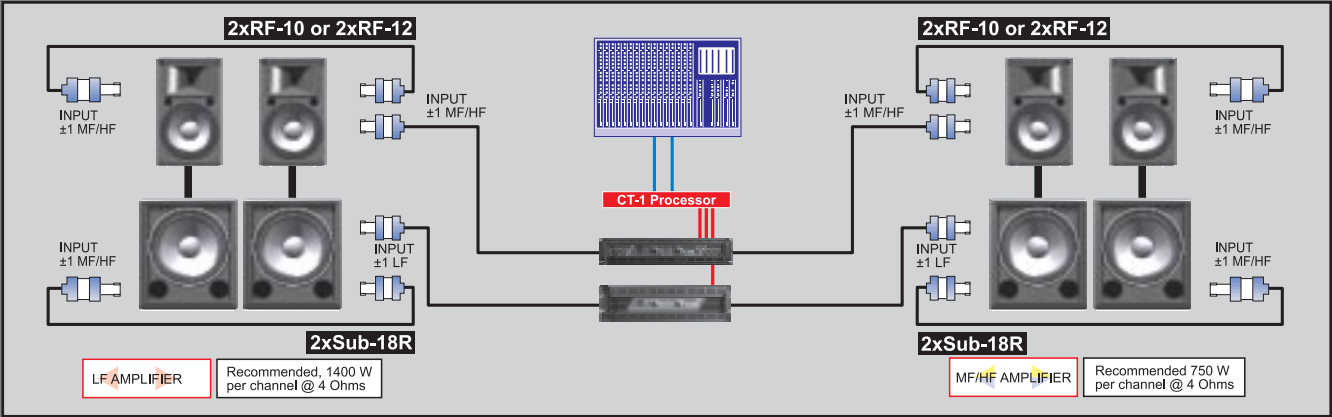 2xRF-10 or 2xRF-12
2xRF-10 or 2xRF-12
INPUT
±1 MF/HF
INPUT
±1 MF/HF
INPUT
±1 MF/HF
INPUT
±1 MF/HF
CT-1 Processor
INPUT
±1 MF/HF
INPUT
±1 LF
INPUT
±1 LF
INPUT
±1 MF/HF
2xSub-18R
2xSub-18R
LF AMPLIFIER
Recommended, 1400 W
per channel @ 4 Ohms
MF/HF AMPLIFIER
Recommended 750 W
per channel @ 4 Ohms